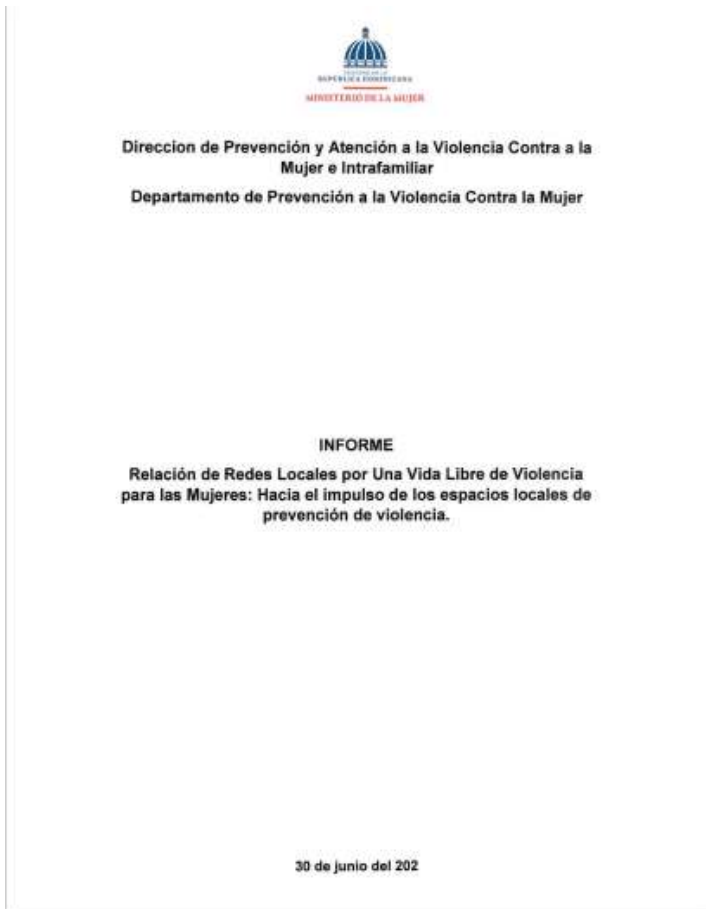 REPÚBLICA DOMINICANA
MINISTERIO DE LA MUJER
Direccion de Prevención y Atención a la Violencia Contra a la
Mujer e Intrafamiliar
Departamento de Prevención a la Violencia Contra la Mujer
INFORME
Relación de Redes Locales por Una Vida Libre de Violencia
para las Mujeres: Hacia el impulso de los espacios locales de
prevención de violencia.
30 de junio del 202